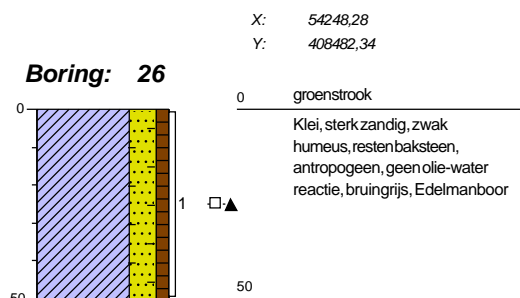 X: 54248,28
Y: 408482,34
Boring: 26
0 groenstrook
0
Klei, sterk zandig, zwak
humeus, resten baksteen,
antropogeen, geen olie-water
reactie, bruingrijs, Edelmanboor
1
50
50